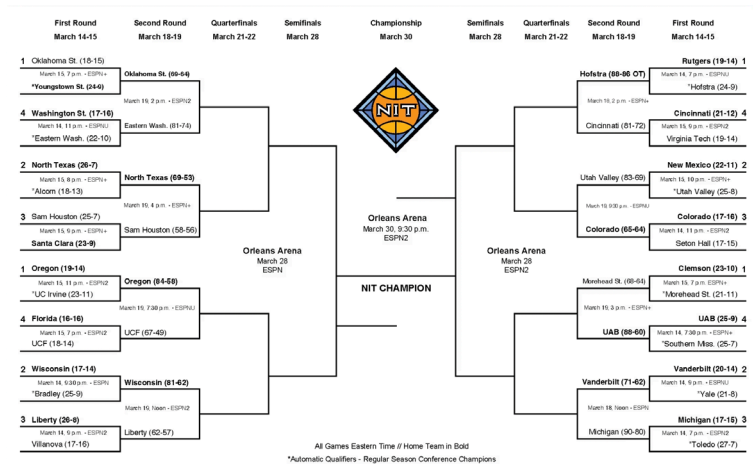 First Round Second Round Quarterfinals Semifinals Championship Semifinals Quarterfinals Second Round First Round
March 14-15 March 18-19 March 21-22 March 28 March 30 March 28 March 21-22 March 18-19 March 14-15
1 Oklahoma St. (18-15)
March 15, 7 p.m. - ESPN+
*Youngstown St. (24-9)
Oklahoma St. (69-64)
March 19, 2 p.m. - ESPN2
4 Washington St. (17-16)
March 14, 11 p.m. - ESPNU
*Eastern Wash. (22-10)
Eastern Wash. (81-74)
2 North Texas (26-7)
March 15, 8 p.m. - ESPN+
*Alcorn (18-13)
North Texas (69-53)
March 19, 4 p.m. - ESPN+
3 Sam Houston (25-7)
March 15, 9 p.m. - ESPN+
Santa Clara (23-9)
Sam Houston (58-56)
Orleans Arena
March 28
ESPN
1 Oregon (19-14)
March 15, 11 p.m. - ESPN2
*UC Irvine (23-11)
Oregon (84-58)
March 19, 7:30 p.m. - ESPNU
4 Florida (16-16)
March 15, 7 p.m. - ESPN2
UCF (18-14)
UCF (67-49)
2 Wisconsin (17-14)
March 14, 9:30 p.m. - ESPN
*Bradley (25-9)
Wisconsin (81-62)
March 19, Noon - ESPN2
3 Liberty (26-8)
March 14, 9 p.m. - ESPN2
Villanova (17-16)
Liberty (62-57)
NIT
Orleans Arena
March 30, 9:30 p.m.
ESPN2
NIT CHAMPION
Rutgers (19-14) 1
March 14, 7 p.m. - ESPNU
*Hofstra (24-9)
Hofstra (88-86 OT)
March 18, 2 p.m. - ESPN+
Cincinnati (21-12) 4
March 15, 9 p.m. - ESPN2
Virginia Tech (19-14)
Cincinnati (81-72)
New Mexico (22-11) 2
March 15, 10 p.m. - ESPN+
*Utah Valley (25-8)
Utah Valley (83-69)
March 19, 9:30 p.m. - ESPNU
Colorado (17-16) 3
March 14, 11 p.m. - ESPN2
Seton Hall (17-15)
Colorado (65-64)
Orleans Arena
March 28
ESPN2
Clemson (23-10) 1
March 15, 7 p.m. ESPN+
*Morehead St. (21-11)
Morehead St. (68-64)
March 19, 3 p.m. - ESPN+
UAB (25-9) 4
March 14, 7:30 p.m. - ESPN+
*Southern Miss. (25-7)
UAB (88-60)
Vanderbilt (20-14) 2
March 14, 9 p.m. - ESPNU
*Yale (21-8)
Vanderbilt (71-62)
March 18, Noon - ESPN
Michigan (17-15) 3
March 14, 7 p.m. - ESPN2
*Toledo (27-7)
Michigan (90-80)
All Games Eastern Time // Home Team in Bold
*Automatic Qualifiers - Regular Season Conference Champions